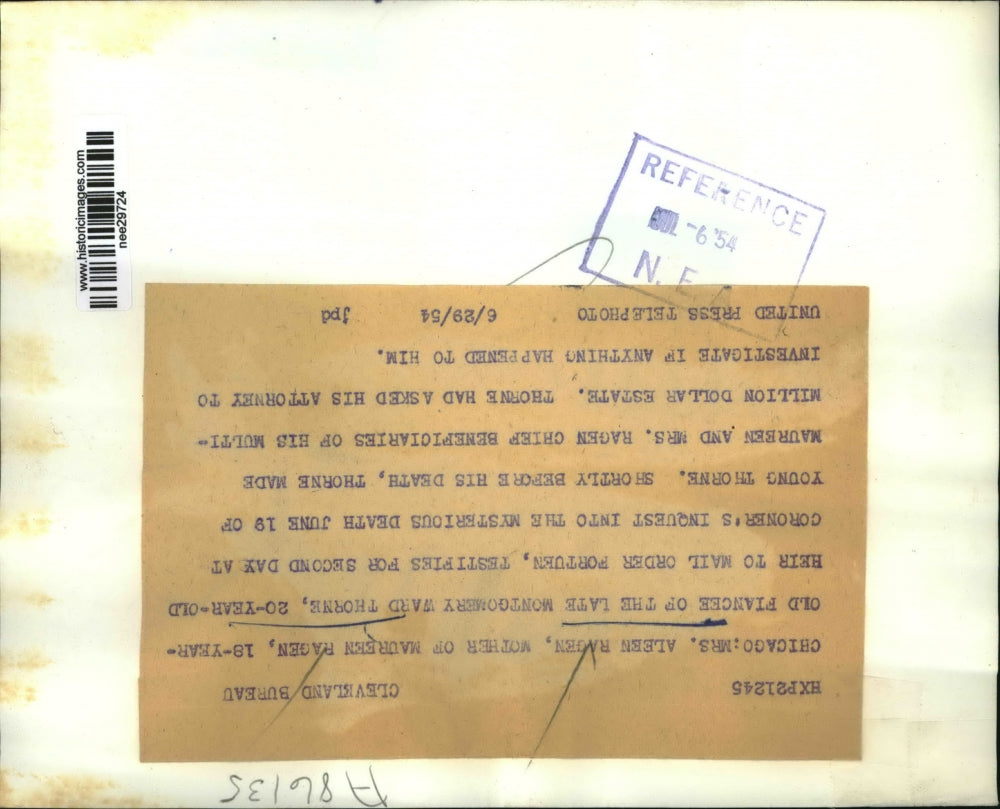 www.historicimages.com
nee29724
REFERENCE
JUL -6 '54
N. E. A.
HXP21245 CLEVELAND BUREAU
CHICAGO:MRS. ALEEN RAGEN, MOTHER OF MAUREEN RAGEN, 18-YEAR-
OLD FIANCEE OF THE LATE MONTGOMERY WARD THORNE, 20-YEAR-OLD
HEIR TO MAIL ORDER FORTUEN, TESTIFIES FOR SECOND DAY AT
CORONER'S INQUEST INTO THE MYSTERIOUS DEATH JUNE 19 OF
YOUNG THORNE. SHORTLY BEFORE HIS DEATH, THORNE MADE
MAUREEN AND MRS. RAGEN CHIEF BENEFICIARIES OF HIS MULTI-
MILLION DOLLAR ESTATE. THORNE HAD ASKED HIS ATTORNEY TO
INVESTIGATE IF ANYTHING HAPPENED TO HIM.
UNITED PRESS TELEPHOTO 6/29/54 jpd
A86135